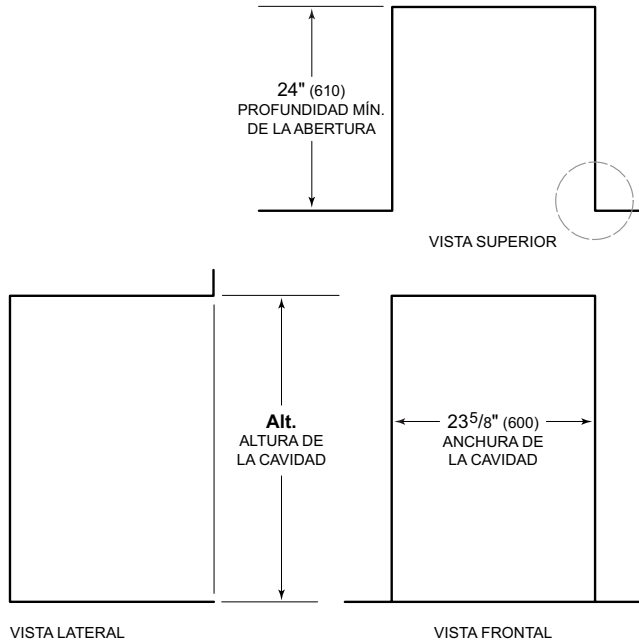 24" (610)
PROFUNDIDAD MÍN.
DE LA ABERTURA
VISTA SUPERIOR
Alt.
ALTURA DE
LA CAVIDAD
23 5/8" (600)
ANCHURA DE
LA CAVIDAD
VISTA LATERAL
VISTA FRONTAL